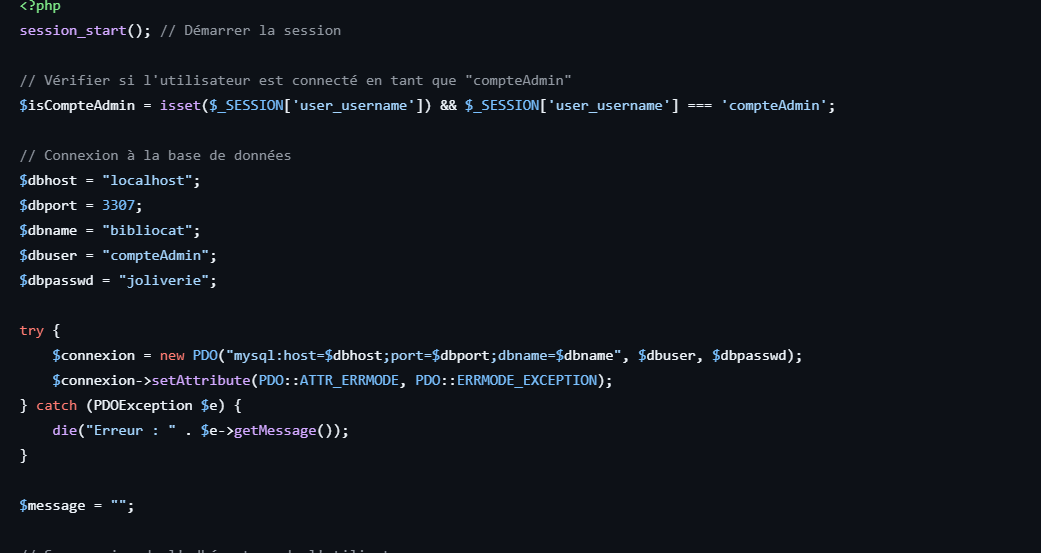 <?php
session_start(); // Démarrer la session
// Vérifier si l'utilisateur est connecté en tant que "compteAdmin"
$isCompteAdmin = isset($_SESSION['user_username']) && $_SESSION['user_username'] === 'compteAdmin';
// Connexion à la base de données
$dbhost = "localhost";
$dbport = 3307;
$dbname = "bibliocat";
$dbuser = "compteAdmin";
$dbpasswd = "joliverie";
try {
    $connexion = new PDO("mysql:host=$dbhost;port=$dbport;dbname=$dbname", $dbuser, $dbpasswd);
    $connexion->setAttribute(PDO::ATTR_ERRMODE, PDO::ERRMODE_EXCEPTION);
} catch (PDOException $e) {
    die("Erreur : " . $e->getMessage());
}
$message = "";